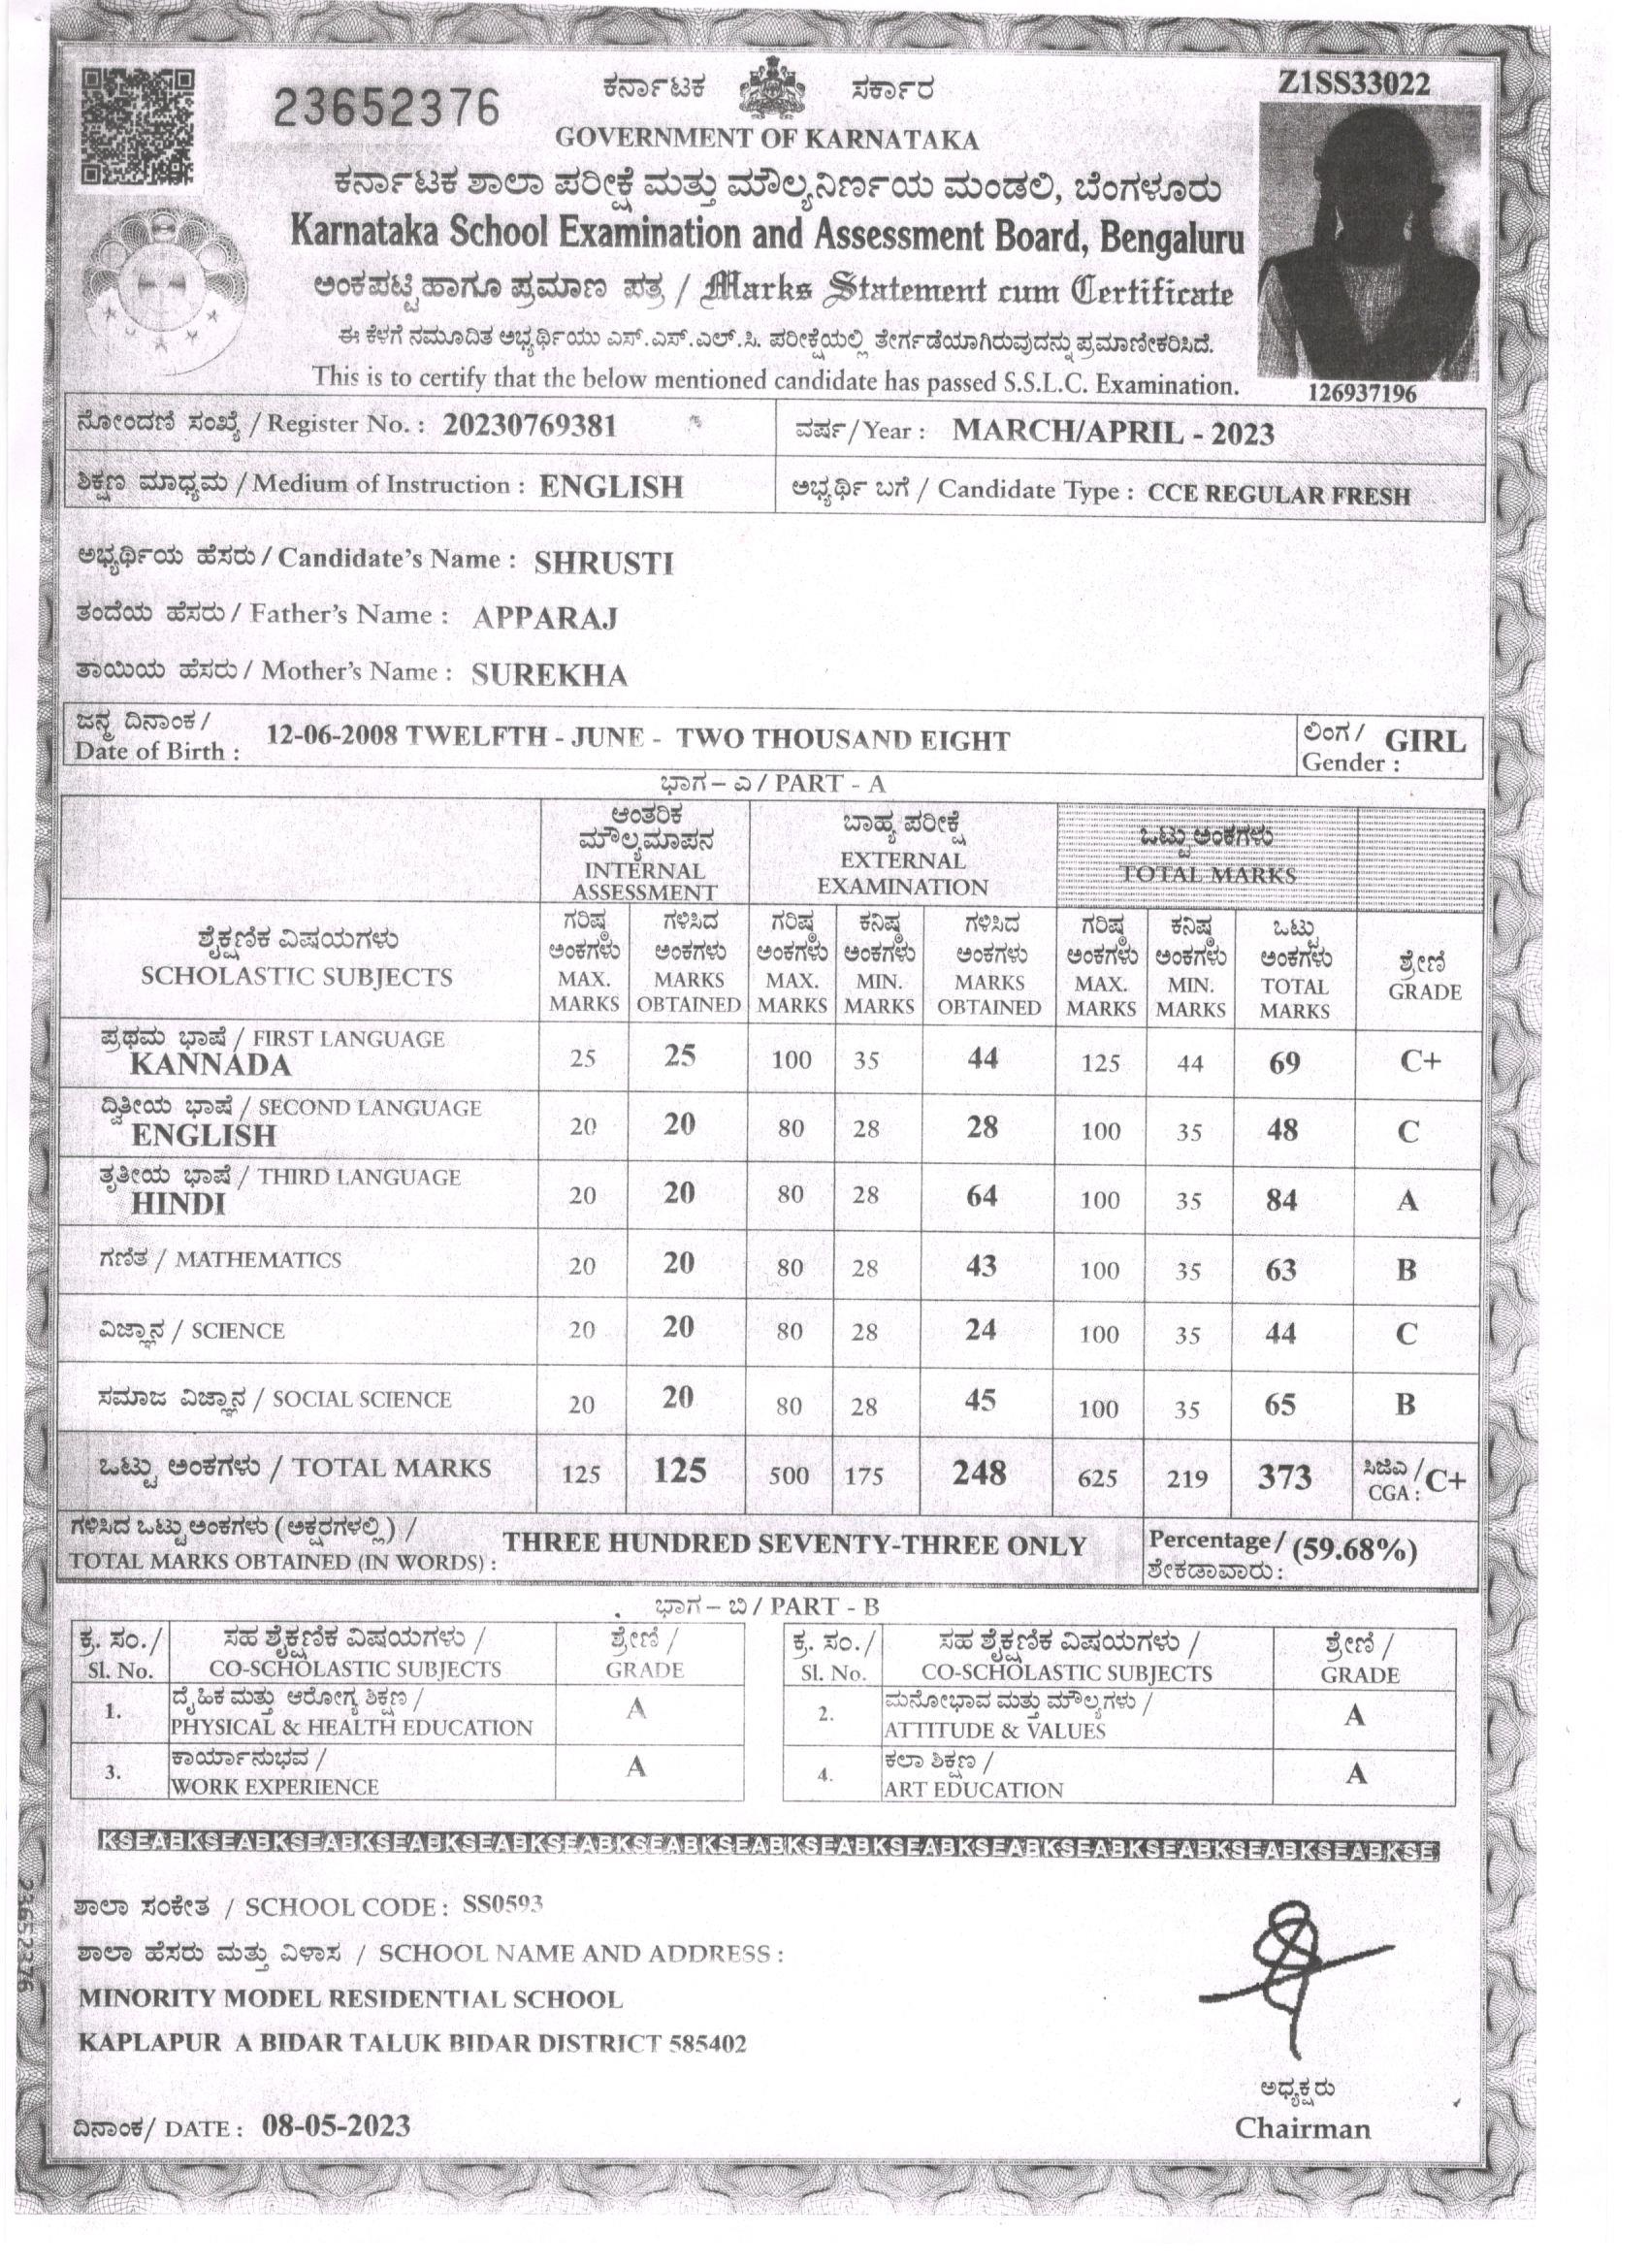 23652376
ಕರ್ನಾಟಕ ಸರ್ಕಾರ
Z1SS33022
GOVERNMENT OF KARNATAKA
ಕರ್ನಾಟಕ ಶಾಲಾ ಪರೀಕ್ಷೆ ಮತ್ತು ಮೌಲ್ಯನಿರ್ಣಯ ಮಂಡಲಿ, ಬೆಂಗಳೂರು
Karnataka School Examination and Assessment Board, Bengaluru
ಅಂಕಪಟ್ಟಿ ಹಾಗೂ ಪ್ರಮಾಣ ಪತ್ರ / Marks Statement cum Certificate
ಈ ಕೆಳಗೆ ನಮೂದಿತ ಅಭ್ಯರ್ಥಿಯು ಎಸ್.ಎಸ್.ಎಲ್.ಸಿ. ಪರೀಕ್ಷೆಯಲ್ಲಿ ತೇರ್ಗಡೆಯಾಗಿರುವುದನ್ನು ಪ್ರಮಾಣೀಕರಿಸಿದೆ.
This is to certify that the below mentioned candidate has passed S.S.L.C. Examination.
126937196
ನೋಂದಣಿ ಸಂಖ್ಯೆ / Register No. : 20230769381
ವರ್ಷ / Year : MARCH/APRIL - 2023
ಶಿಕ್ಷಣ ಮಾಧ್ಯಮ / Medium of Instruction : ENGLISH
ಅಭ್ಯರ್ಥಿ ಬಗೆ / Candidate Type : CCE REGULAR FRESH
ಅಭ್ಯರ್ಥಿಯ ಹೆಸರು / Candidate's Name : SHRUSTI
ತಂದೆಯ ಹೆಸರು / Father's Name : APPARAJ
ತಾಯಿಯ ಹೆಸರು / Mother's Name : SUREKHA
ಜನ್ಮ ದಿನಾಂಕ /
Date of Birth : 12-06-2008 TWELFTH - JUNE - TWO THOUSAND EIGHT
ಲಿಂಗ / GIRL
Gender :
ಭಾಗ – ಎ / PART - A
ಆಂತರಿಕ
ಮೌಲ್ಯಮಾಪನ
INTERNAL
ASSESSMENT
ಬಾಹ್ಯ ಪರೀಕ್ಷೆ
EXTERNAL
EXAMINATION
ಒಟ್ಟು ಅಂಕಗಳು
TOTAL MARKS
ಶೈಕ್ಷಣಿಕ ವಿಷಯಗಳು
SCHOLASTIC SUBJECTS
ಗರಿಷ್ಠ ಗಳಿಸಿದ ಗರಿಷ್ಠ ಕನಿಷ್ಠ ಗಳಿಸಿದ ಗರಿಷ್ಠ ಕನಿಷ್ಠ ಒಟ್ಟು
ಅಂಕಗಳು ಅಂಕಗಳು ಅಂಕಗಳು ಅಂಕಗಳು ಅಂಕಗಳು ಅಂಕಗಳು ಅಂಕಗಳು ಅಂಕಗಳು ಶ್ರೇಣಿ
MAX. MARKS MAX. MIN. MARKS MAX. MIN. TOTAL GRADE
MARKS OBTAINED MARKS MARKS OBTAINED MARKS MARKS MARKS
ಪ್ರಥಮ ಭಾಷೆ / FIRST LANGUAGE
KANNADA 25 25 100 35 44 125 44 69 C+
ದ್ವಿತೀಯ ಭಾಷೆ / SECOND LANGUAGE
ENGLISH 20 20 80 28 28 100 35 48 C
ತೃತೀಯ ಭಾಷೆ / THIRD LANGUAGE
HINDI 20 20 80 28 64 100 35 84 A
ಗಣಿತ / MATHEMATICS 20 20 80 28 43 100 35 63 B
ವಿಜ್ಞಾನ / SCIENCE 20 20 80 28 24 100 35 44 C
ಸಮಾಜ ವಿಜ್ಞಾನ / SOCIAL SCIENCE 20 20 80 28 45 100 35 65 B
ಒಟ್ಟು ಅಂಕಗಳು / TOTAL MARKS 125 125 500 175 248 625 219 373 ಸಿಜಿಎ / CGA : C+
ಗಳಿಸಿದ ಒಟ್ಟು ಅಂಕಗಳು (ಅಕ್ಷರಗಳಲ್ಲಿ) /
TOTAL MARKS OBTAINED (IN WORDS) : THREE HUNDRED SEVENTY-THREE ONLY
Percentage / (59.68%)
ಶೇಕಡಾವಾರು :
ಭಾಗ – ಬಿ / PART - B
ಕ್ರ. ಸಂ./ ಸಹ ಶೈಕ್ಷಣಿಕ ವಿಷಯಗಳು / ಶ್ರೇಣಿ / ಕ್ರ. ಸಂ./ ಸಹ ಶೈಕ್ಷಣಿಕ ವಿಷಯಗಳು / ಶ್ರೇಣಿ /
Sl. No. CO-SCHOLASTIC SUBJECTS GRADE Sl. No. CO-SCHOLASTIC SUBJECTS GRADE
1. ದೈಹಿಕ ಮತ್ತು ಆರೋಗ್ಯ ಶಿಕ್ಷಣ / A 2. ಮನೋಭಾವ ಮತ್ತು ಮೌಲ್ಯಗಳು / A
PHYSICAL & HEALTH EDUCATION ATTITUDE & VALUES
3. ಕಾರ್ಯಾನುಭವ / A 4. ಕಲಾ ಶಿಕ್ಷಣ / A
WORK EXPERIENCE ART EDUCATION
KSEABKSEABKSEABKSEABKSEABKSEABKSEABKSEABKSEABKSEABKSEABKSEABKSEABKSEABKSEABKSE
ಶಾಲಾ ಸಂಕೇತ / SCHOOL CODE : SS0593
ಶಾಲಾ ಹೆಸರು ಮತ್ತು ವಿಳಾಸ / SCHOOL NAME AND ADDRESS :
MINORITY MODEL RESIDENTIAL SCHOOL
KAPLAPUR A BIDAR TALUK BIDAR DISTRICT 585402
23652376
ಅಧ್ಯಕ್ಷರು
Chairman
ದಿನಾಂಕ / DATE : 08-05-2023